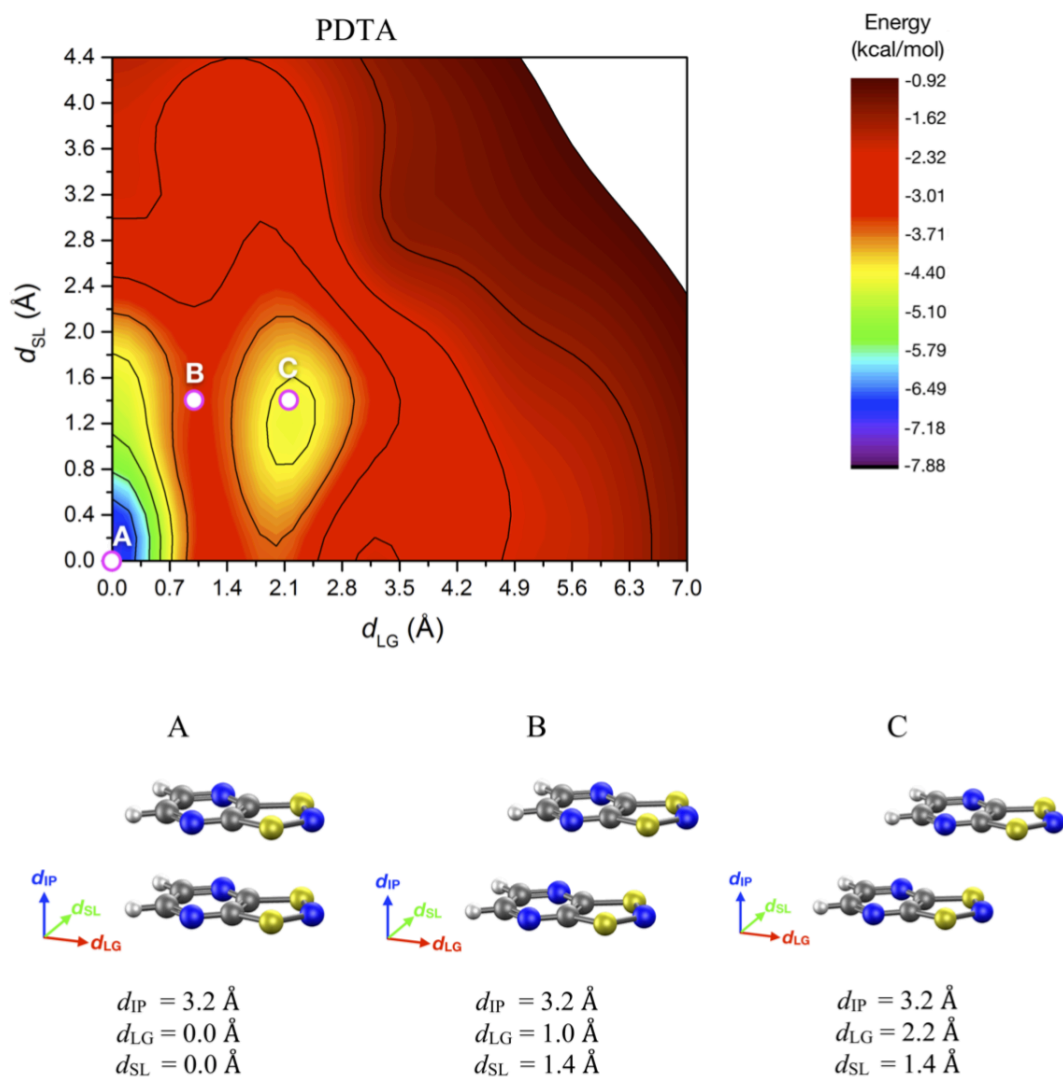 PDTA
Energy
(kcal/mol)
-0.92
-1.62
-2.32
-3.01
-3.71
-4.40
-5.10
-5.79
-6.49
-7.18
-7.88
4.4
4.0
3.6
3.2
2.8
2.4
2.0
1.6
1.2
0.8
0.4
0.0
dSL (Å)
B
C
A
0.0 0.7 1.4 2.1 2.8 3.5 4.2 4.9 5.6 6.3 7.0
dLG (Å)
A B C
dIP dSL dLG
dIP dSL dLG
dIP dSL dLG
dIP = 3.2 Å dIP = 3.2 Å dIP = 3.2 Å
dLG = 0.0 Å dLG = 1.0 Å dLG = 2.2 Å
dSL = 0.0 Å dSL = 1.4 Å dSL = 1.4 Å